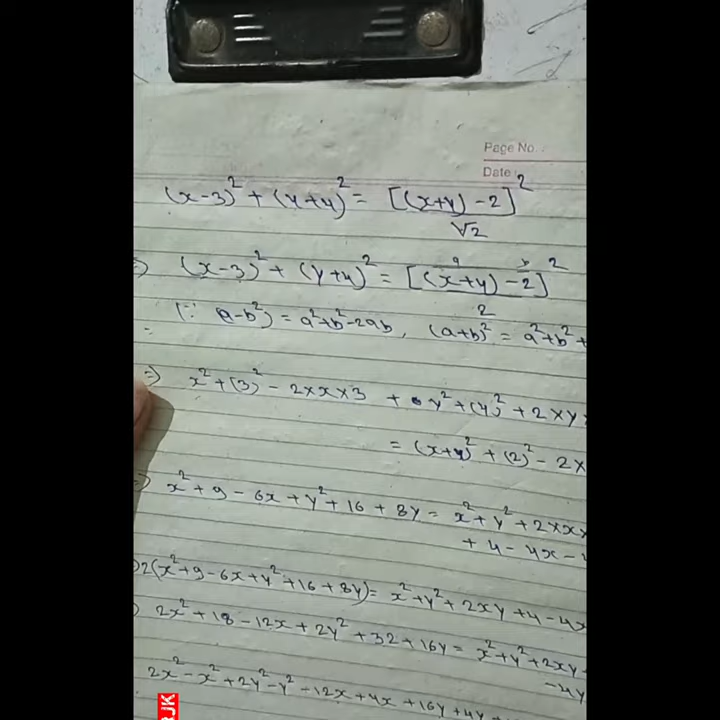 Page No.
Date
(x-3)² + (y+4)² = [(x+y) -2]²
√2
⇒ (x-3)² + (y+4)² = [(x+y) -2]²
a b
2
(∵ (a-b²) = a²+b²-2ab, (a+b)² = a²+b²+
=
⇒ x² + (3)² - 2×x×3 + y² + (4)² + 2×y×
= (x+y)² + (2)² - 2×
⇒ x² + 9 - 6x + y² + 16 + 8y = x² + y² + 2×x×
+ 4 - 4x -
2(x² + 9 - 6x + y² + 16 + 8y) = x² + y² + 2xy + 4 - 4x
2x² + 18 - 12x + 2y² + 32 + 16y = x² + y² + 2xy
- 4y
2x² - x² + 2y² - y² - 12x + 4x + 16y + 4y
RJK